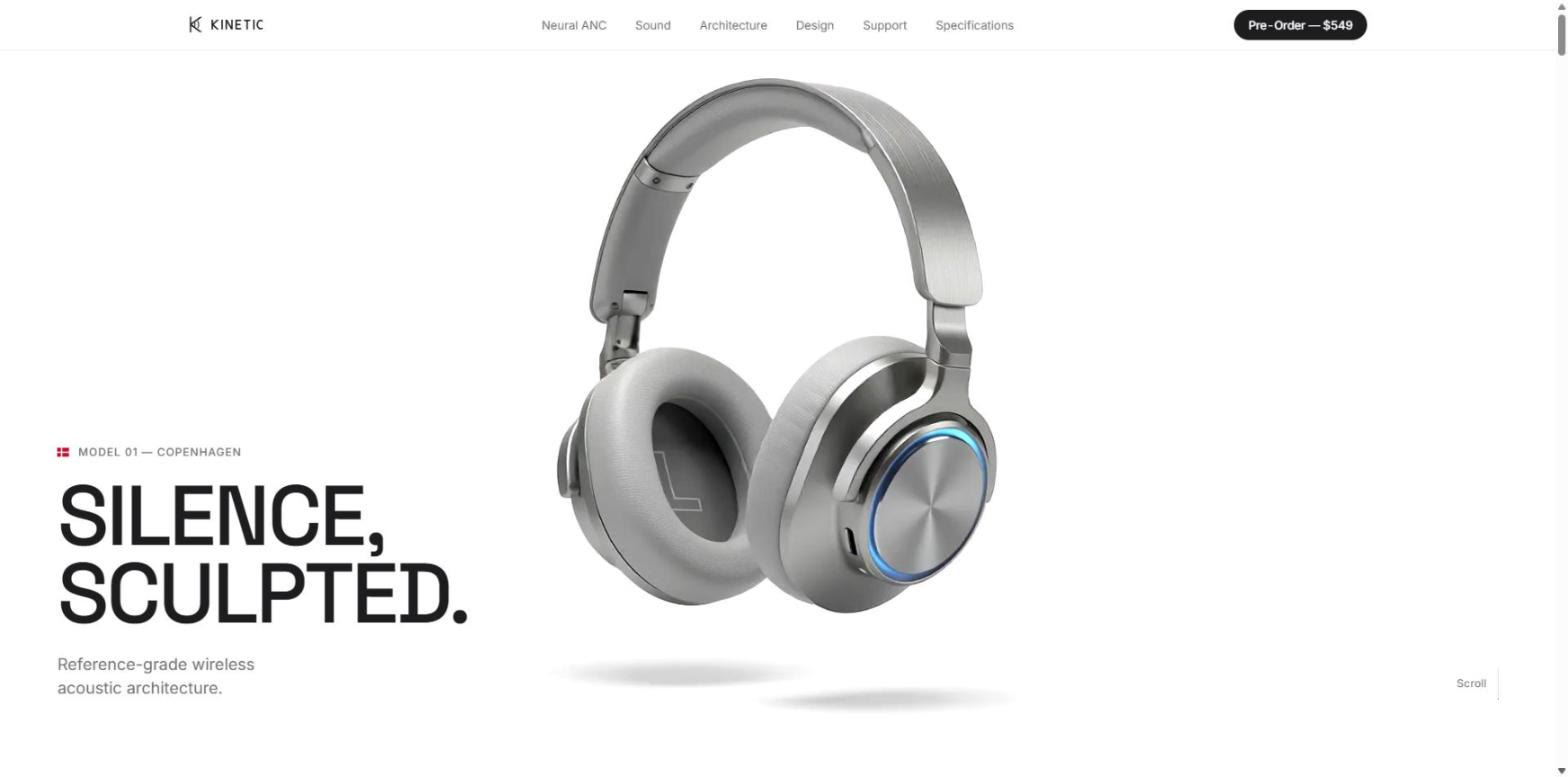 KINETIC
Neural ANC
Sound
Architecture
Design
Support
Specifications
Pre-Order — $549
L
MODEL 01 — COPENHAGEN
SILENCE,
SCULPTED.
Reference-grade wireless
acoustic architecture.
Scroll